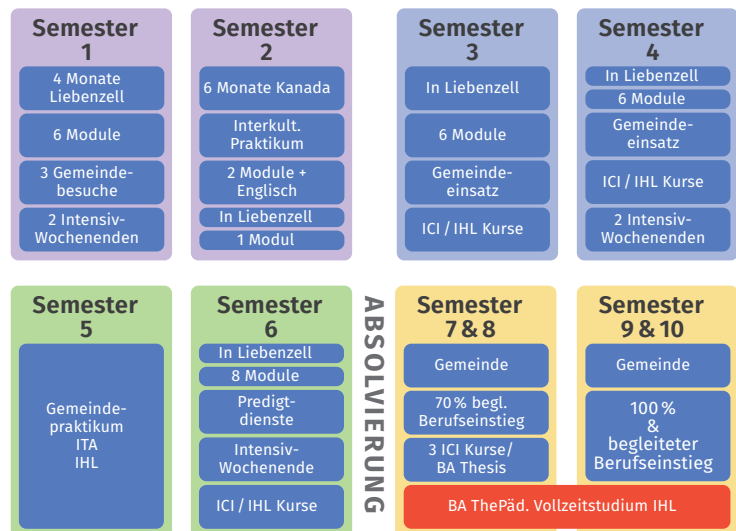 Semester
1
4 Monate
Liebenzell
6 Module
3 Gemeinde-
besuche
2 Intensiv-
Wochenenden
Semester
2
6 Monate Kanada
Interkult.
Praktikum
2 Module +
Englisch
In Liebenzell
1 Modul
Semester
3
In Liebenzell
6 Module
Gemeinde-
einsatz
ICI / IHL Kurse
Semester
4
In Liebenzell
6 Module
Gemeinde-
einsatz
ICI / IHL Kurse
2 Intensiv-
Wochenenden
Semester
5
Gemeinde-
praktikum
ITA
IHL
Semester
6
In Liebenzell
8 Module
Predigt-
dienste
Intensiv-
Wochenende
ICI / IHL Kurse
ABSOLVIERUNG
Semester
7 & 8
Gemeinde
70 % begl.
Berufseinstieg
3 ICI Kurse/
BA Thesis
Semester
9 & 10
Gemeinde
100 %
&
begleiteter
Berufseinstieg
BA ThePäd. Vollzeitstudium IHL